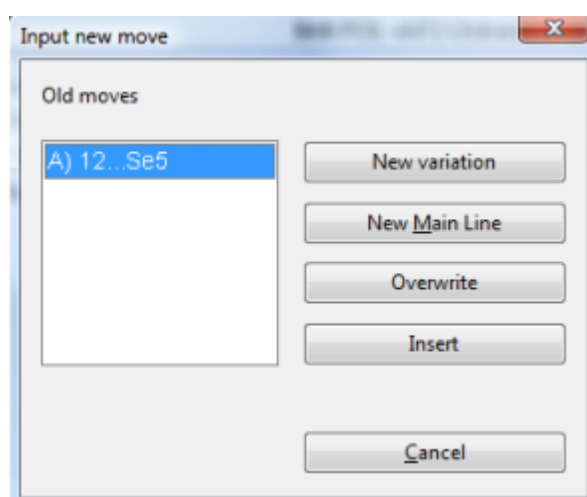 Input new move
Old moves
A) 12...Se5
New variation
New Main Line
Overwrite
Insert
Cancel